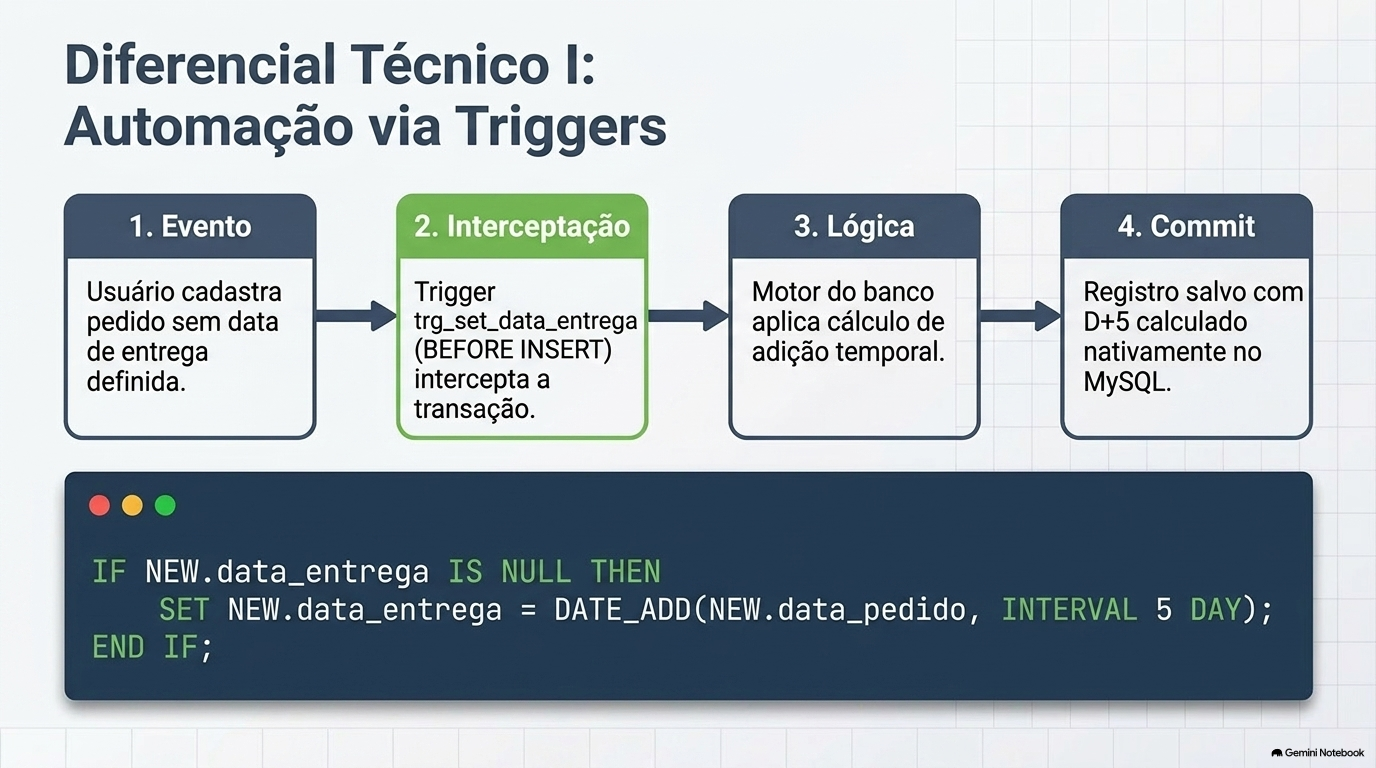 Diferencial Técnico I:
Automação via Triggers
1. Evento
Usuário cadastra
pedido sem data
de entrega
definida.
2. Interceptação
Trigger
trg_set_data_entrega
(BEFORE INSERT)
intercepta a
transação.
3. Lógica
Motor do banco
aplica cálculo de
adição temporal.
4. Commit
Registro salvo com
D+5 calculado
nativamente no
MySQL.
IF NEW.data_entrega IS NULL THEN
    SET NEW.data_entrega = DATE_ADD(NEW.data_pedido, INTERVAL 5 DAY);
END IF;
Gemini Notebook